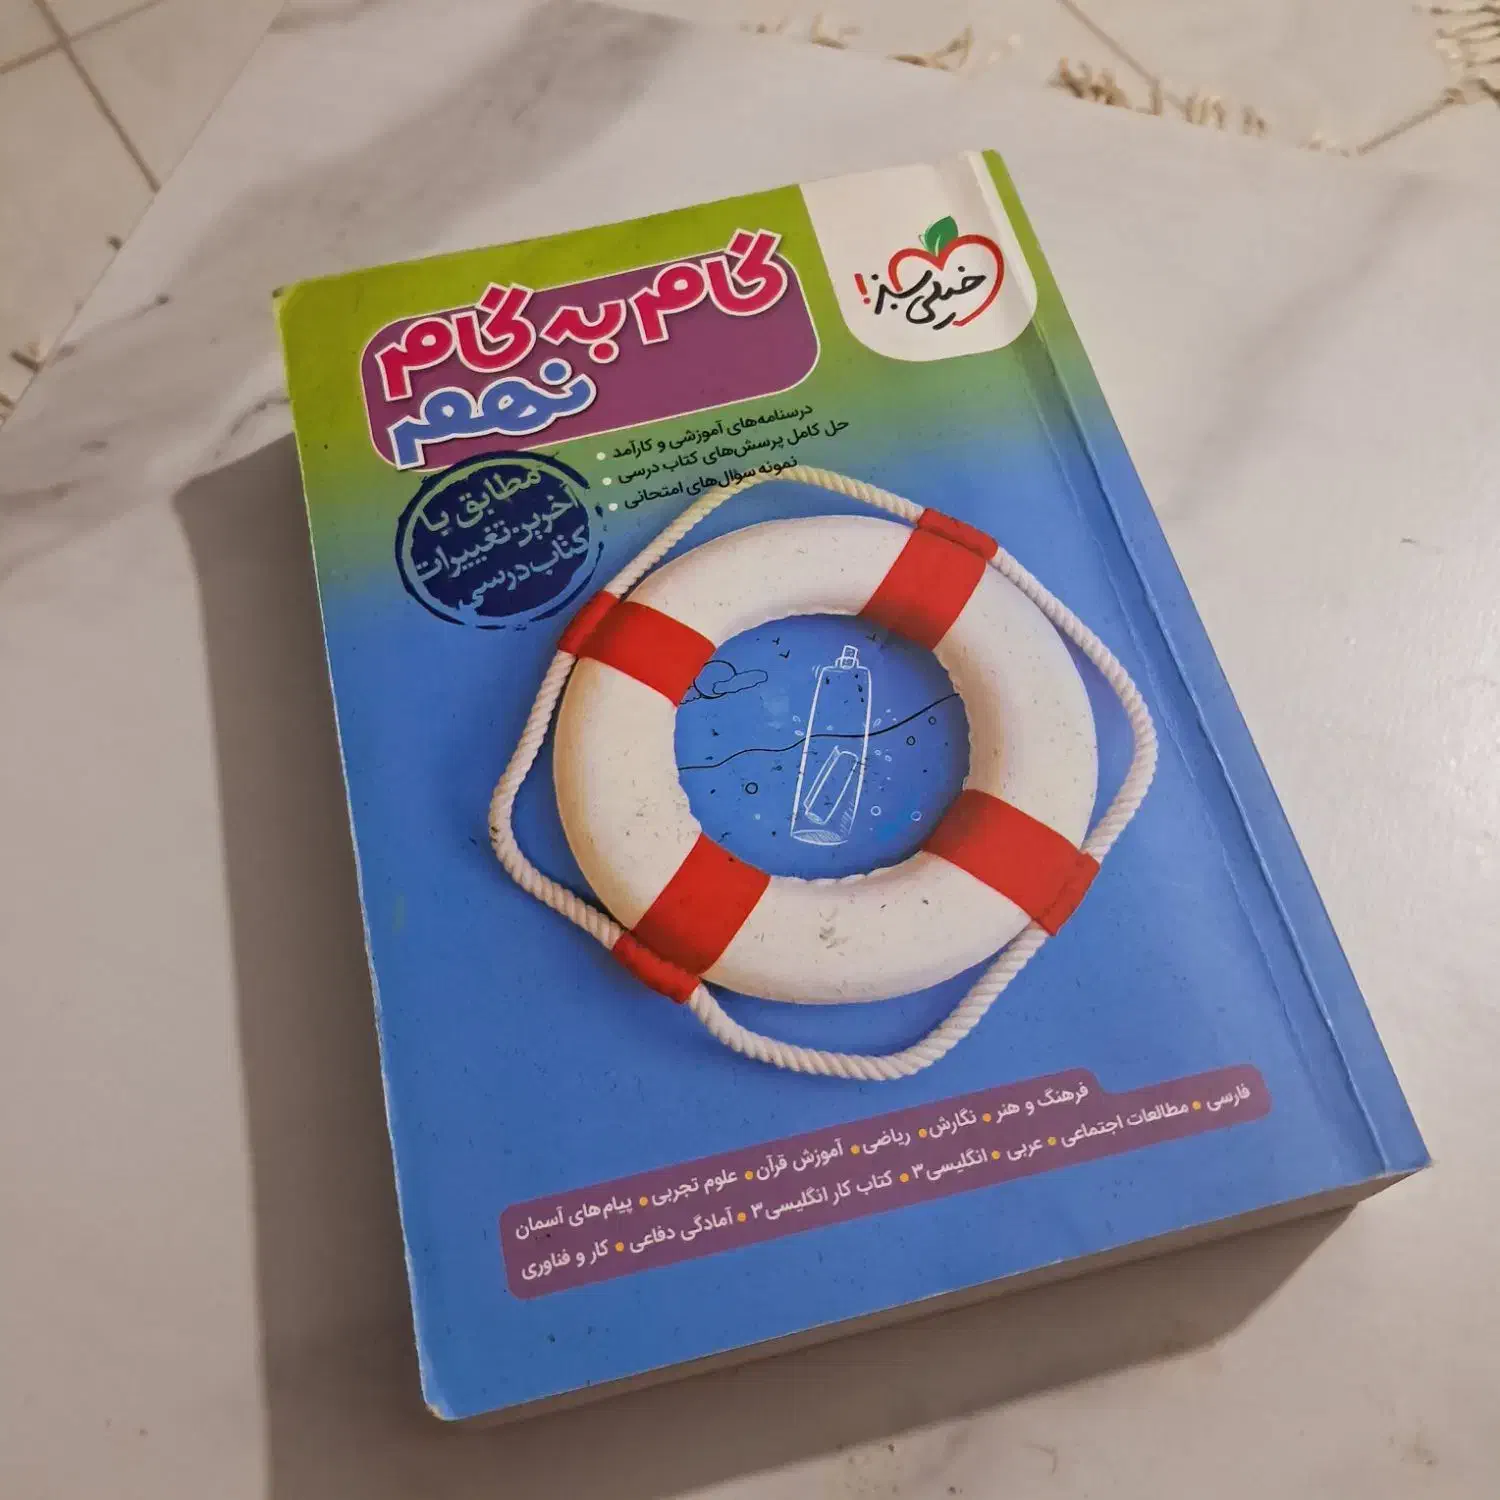 خیلی سبز!
گام به گام
نهم
درسنامه‌های آموزشی و کارآمد
حل کامل پرسش‌های کتاب درسی
نمونه سؤال‌های امتحانی
مطابق با
آخرین تغییرات
کتاب درسی
فرهنگ و هنر • نگارش • ریاضی • آموزش قرآن • علوم تجربی • پیام‌های آسمان
فارسی • مطالعات اجتماعی • عربی • انگلیسی ۳ • کتاب کار انگلیسی ۳ • آمادگی دفاعی • کار و فناوری